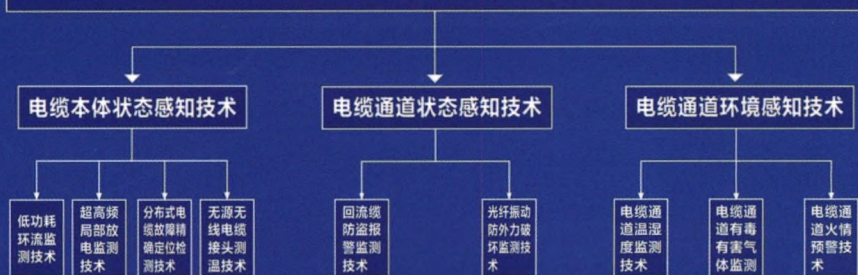 电缆本体状态感知技术
电缆通道状态感知技术
电缆通道环境感知技术
低功耗
环流监
测技术
超高频
局部放
电监测
技术
分布式电
缆故障精
确定位检
测技术
无源无
线电缆
接头测
温技术
回流缆
防盗报
警监测
技术
光纤振动
防外力破
坏监测技
术
电缆通
道温湿
度监测
技术
电缆通
道有毒
有害气
体监测
电缆通
道火情
预警技
术